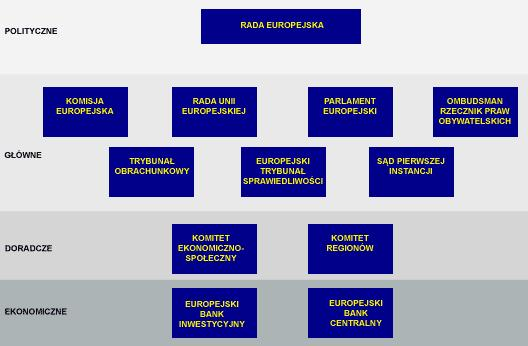 POLITYCZNE
RADA EUROPEJSKA
KOMISJA
EUROPEJSKA
RADA UNII
EUROPEJSKIEJ
PARLAMENT
EUROPEJSKI
OMBUDSMAN
RZECZNIK PRAW
OBYWATELSKICH
GŁÓWNE
TRYBUNAŁ
OBRACHUNKOWY
EUROPEJSKI
TRYBUNAŁ
SPRAWIEDLIWOŚCI
SĄD PIERWSZEJ
INSTANCJI
DORADCZE
KOMITET
EKONOMICZNO-
SPOŁECZNY
KOMITET
REGIONÓW
EKONOMICZNE
EUROPEJSKI
BANK
INWESTYCYJNY
EUROPEJSKI
BANK
CENTRALNY